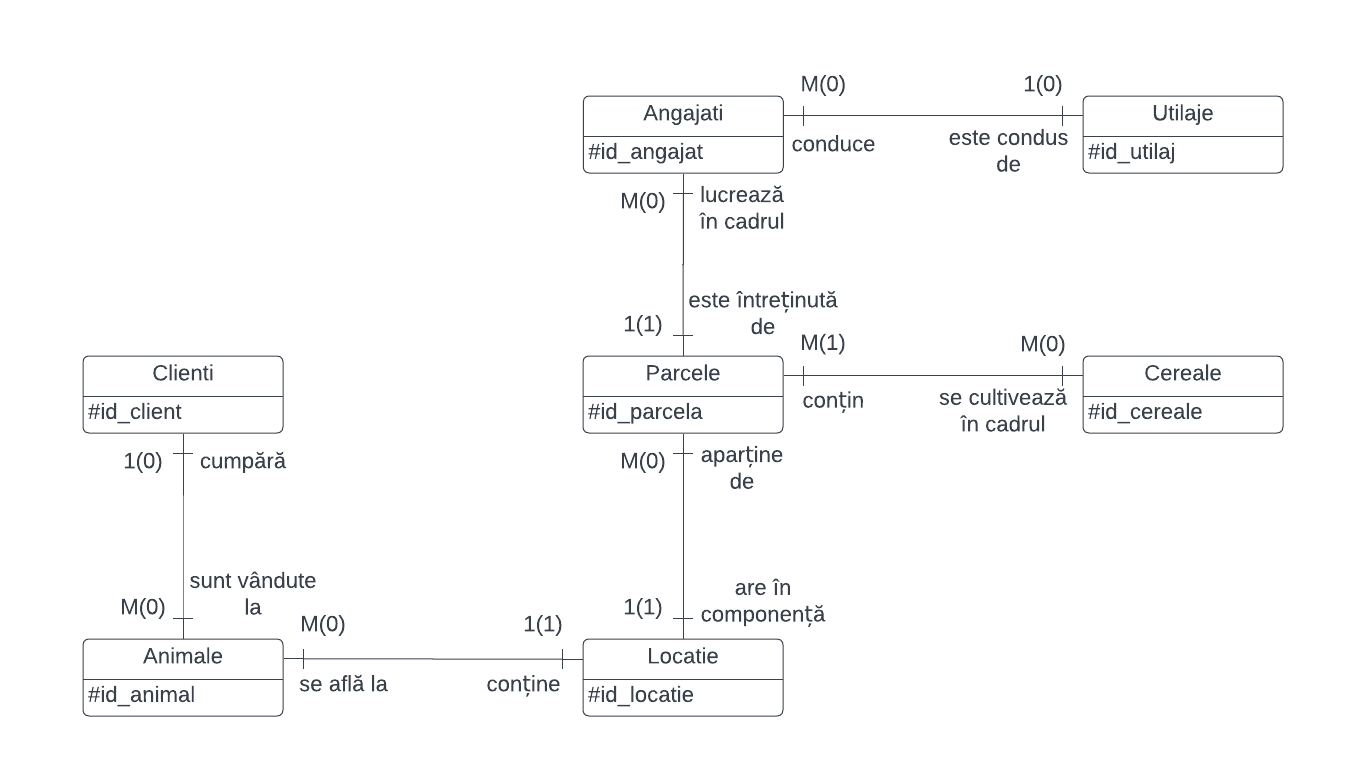 M(0)
1(0)
Angajati
#id_angajat
Utilaje
#id_utilaj
conduce
este condus
de
M(0)
lucrează
în cadrul
este întreținută
de
1(1)
M(1)
M(0)
Clienti
#id_client
Parcele
#id_parcela
Cereale
#id_cereale
conțin
se cultivează
în cadrul
1(0)
cumpără
M(0)
aparține
de
sunt vândute
la
M(0)
are în
componență
1(1)
M(0)
1(1)
Animale
#id_animal
Locatie
#id_locatie
se află la
conține